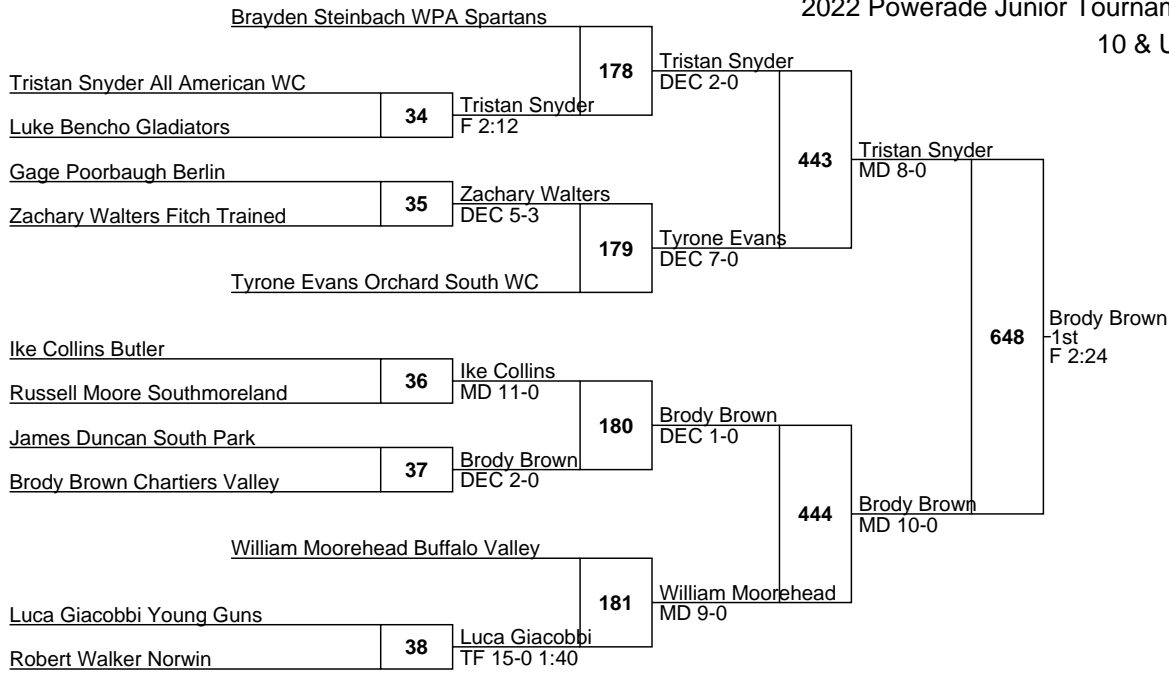 2022 Powerade Junior Tournam
10 & U
Brayden Steinbach WPA Spartans
178
Tristan Snyder
DEC 2-0
Tristan Snyder All American WC
34
Tristan Snyder
F 2:12
Luke Bencho Gladiators
443
Tristan Snyder
MD 8-0
Gage Poorbaugh Berlin
35
Zachary Walters
DEC 5-3
Zachary Walters Fitch Trained
179
Tyrone Evans
DEC 7-0
Tyrone Evans Orchard South WC
648
Brody Brown
1st
F 2:24
Ike Collins Butler
36
Ike Collins
MD 11-0
Russell Moore Southmoreland
180
Brody Brown
DEC 1-0
James Duncan South Park
37
Brody Brown
DEC 2-0
Brody Brown Chartiers Valley
444
Brody Brown
MD 10-0
William Moorehead Buffalo Valley
181
William Moorehead
MD 9-0
Luca Giacobbi Young Guns
38
Luca Giacobbi
TF 15-0 1:40
Robert Walker Norwin